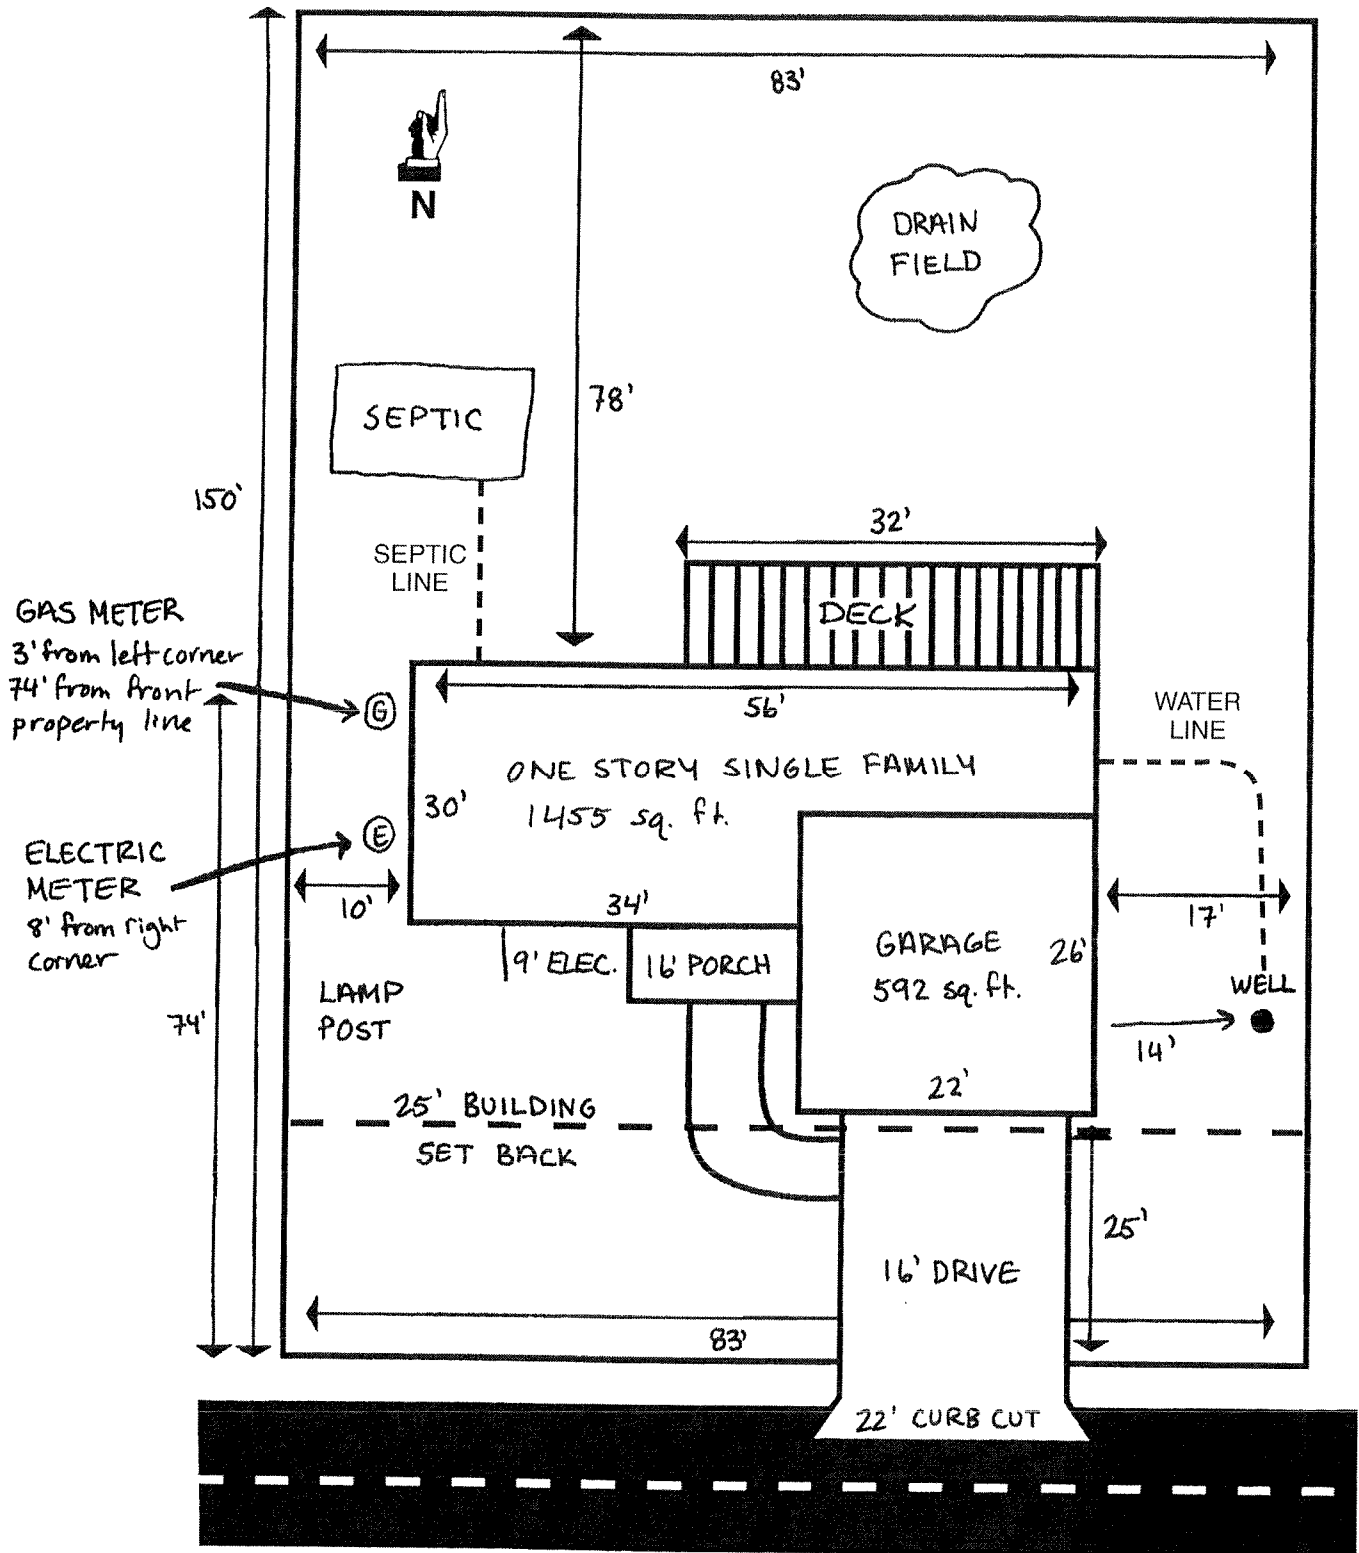 83'
N
DRAIN
FIELD
SEPTIC
78'
150'
32'
SEPTIC
LINE
DECK
GAS METER
3' from left corner
74' from front
property line
G
56'
WATER
LINE
ONE STORY SINGLE FAMILY
1455 sq. ft.
30'
E
ELECTRIC
METER
8' from right
corner
10'
34'
17'
GARAGE
592 sq. ft.
26'
9' ELEC.
16' PORCH
LAMP
POST
WELL
74'
14'
22'
25' BUILDING
SET BACK
25'
16' DRIVE
83'
22' CURB CUT